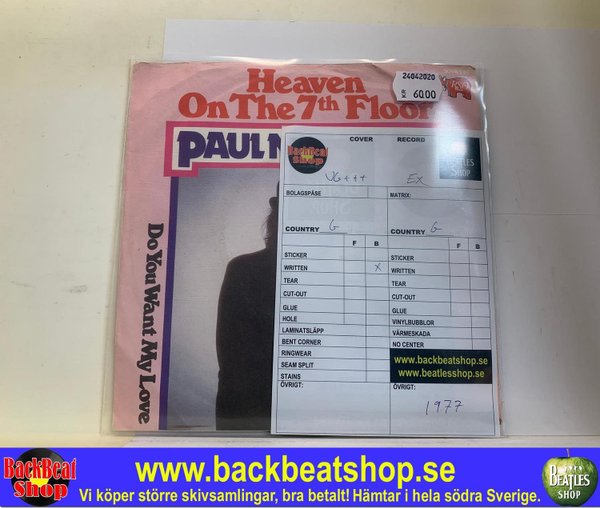 Heaven
On The 7th Floor
24042020
KR 60.00
PAUL N
Do You Want My Love
BackBeat
Shop
COVER RECORD
BEATLES
SHOP
VG+++ EX
BOLAGSPÅSE MATRIX:
COUNTRY G COUNTRY G
F B F B
STICKER STICKER
WRITTEN X WRITTEN
TEAR TEAR
CUT-OUT CUT-OUT
GLUE GLUE
HOLE VINYLBUBBLOR
LAMINATSLÄPP VÄRMESKADA
BENT CORNER NO CENTER
RINGWEAR
SEAM SPLIT
STAINS
www.backbeatshop.se
www.beatlesshop.se
ÖVRIGT: ÖVRIGT:
1977
BackBeat
Shop
www.backbeatshop.se
Vi köper större skivsamlingar, bra betalt! Hämtar i hela södra Sverige.
BEATLES
SHOP